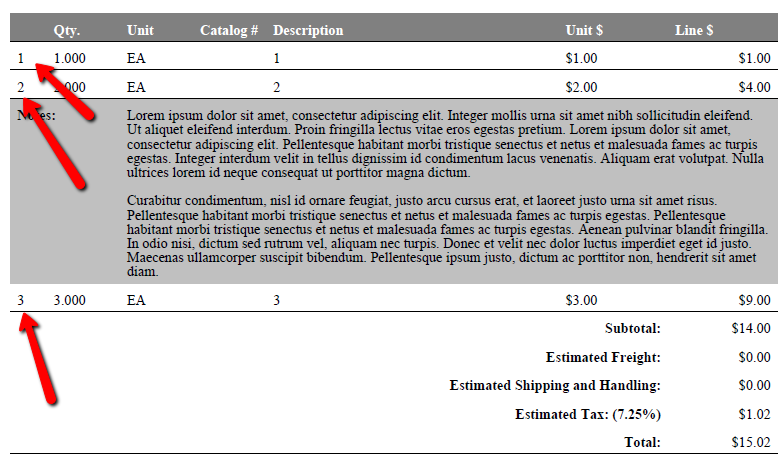 Qty. Unit Catalog # Description Unit $ Line $
1 1.000 EA 1 $1.00 $1.00
2 2.000 EA 2 $2.00 $4.00
Notes: Lorem ipsum dolor sit amet, consectetur adipiscing elit. Integer mollis urna sit amet nibh sollicitudin eleifend.
Ut aliquet eleifend interdum. Proin fringilla lectus vitae eros egestas pretium. Lorem ipsum dolor sit amet,
consectetur adipiscing elit. Pellentesque habitant morbi tristique senectus et netus et malesuada fames ac turpis
egestas. Integer interdum velit in tellus dignissim id condimentum lacus venenatis. Aliquam erat volutpat. Nulla
ultrices lorem id neque consequat ut porttitor magna dictum.
Curabitur condimentum, nisl id ornare feugiat, justo arcu cursus erat, et laoreet justo urna sit amet risus.
Pellentesque habitant morbi tristique senectus et netus et malesuada fames ac turpis egestas. Pellentesque
habitant morbi tristique senectus et netus et malesuada fames ac turpis egestas. Aenean pulvinar blandit fringilla.
In odio nisi, dictum sed rutrum vel, aliquam nec turpis. Donec et velit nec dolor luctus imperdiet eget id justo.
Maecenas ullamcorper suscipit bibendum. Pellentesque ipsum justo, dictum ac porttitor non, hendrerit sit amet
diam.
3 3.000 EA 3 $3.00 $9.00
Subtotal: $14.00
Estimated Freight: $0.00
Estimated Shipping and Handling: $0.00
Estimated Tax: (7.25%) $1.02
Total: $15.02